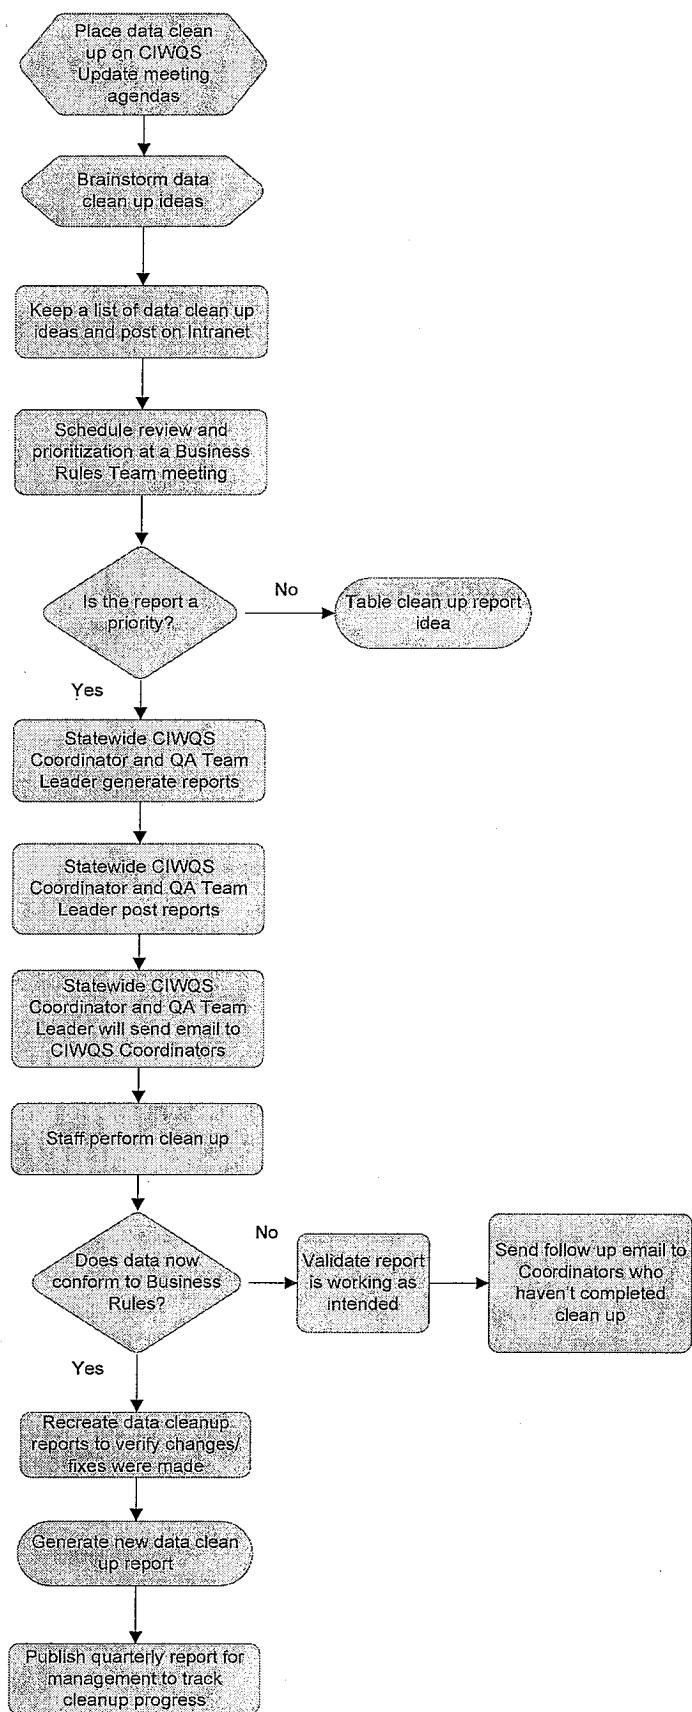 Place data clean
up on CIWQS
Update meeting
agendas
Brainstorm data
clean up ideas
Keep a list of data clean up
ideas and post on Intranet
Schedule review and
prioritization at a Business
Rules Team meeting
Is the report a
priority?
No
Table clean up report
idea
Yes
Statewide CIWQS
Coordinator and QA Team
Leader generate reports
Statewide CIWQS
Coordinator and QA Team
Leader post reports
Statewide CIWQS
Coordinator and QA Team
Leader will send email to
CIWQS Coordinators
Staff perform clean up
Does data now
conform to Business
Rules?
No
Validate report
is working as
intended
Send follow up email to
Coordinators who
haven't completed
clean up
Yes
Recreate data cleanup
reports to verify changes/
fixes were made
Generate new data clean
up report
Publish quarterly report for
management to track
cleanup progress